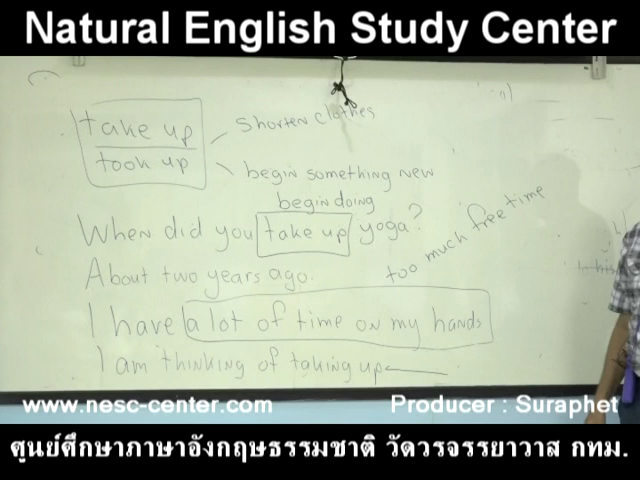 Natural English Study Center
take up
took up
shorten clothes
begin something new
begin doing
When did you take up yoga?
About two years ago.
too much free time
I have a lot of time on my hands
I am thinking of taking up
www.nesc-center.com
Producer : Suraphet
ศูนย์ศึกษาภาษาอังกฤษธรรมชาติ วัดวรจรรยาวาส กทม.